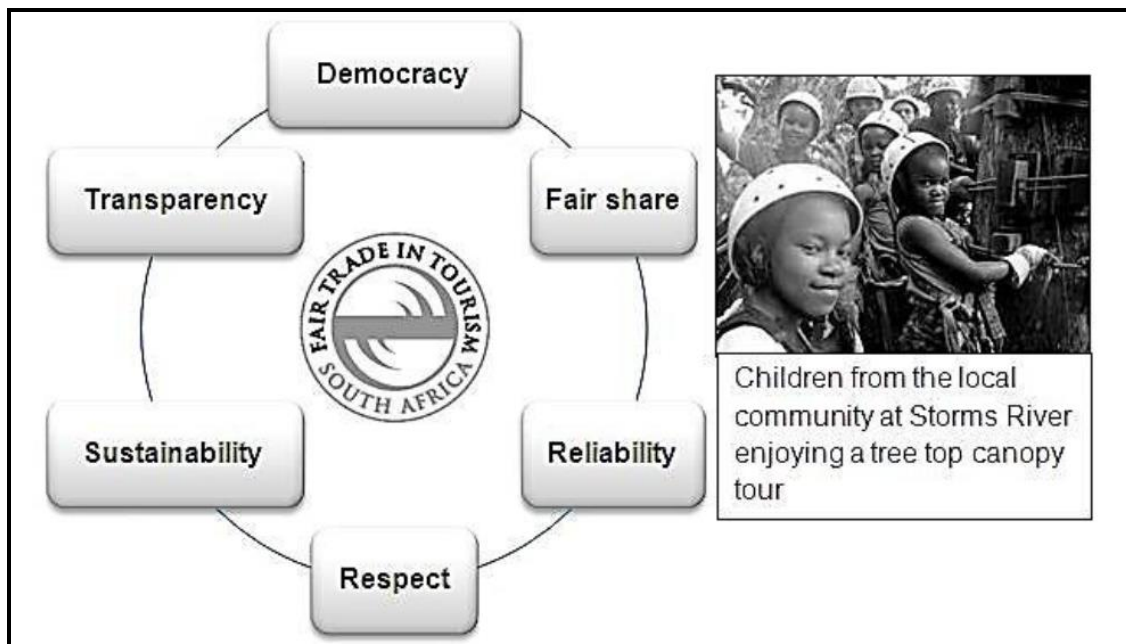 Democracy
Transparency
Fair share
FAIR TRADE IN TOURISM
SOUTH AFRICA
Sustainability
Reliability
Respect
Children from the local
community at Storms River
enjoying a tree top canopy
tour